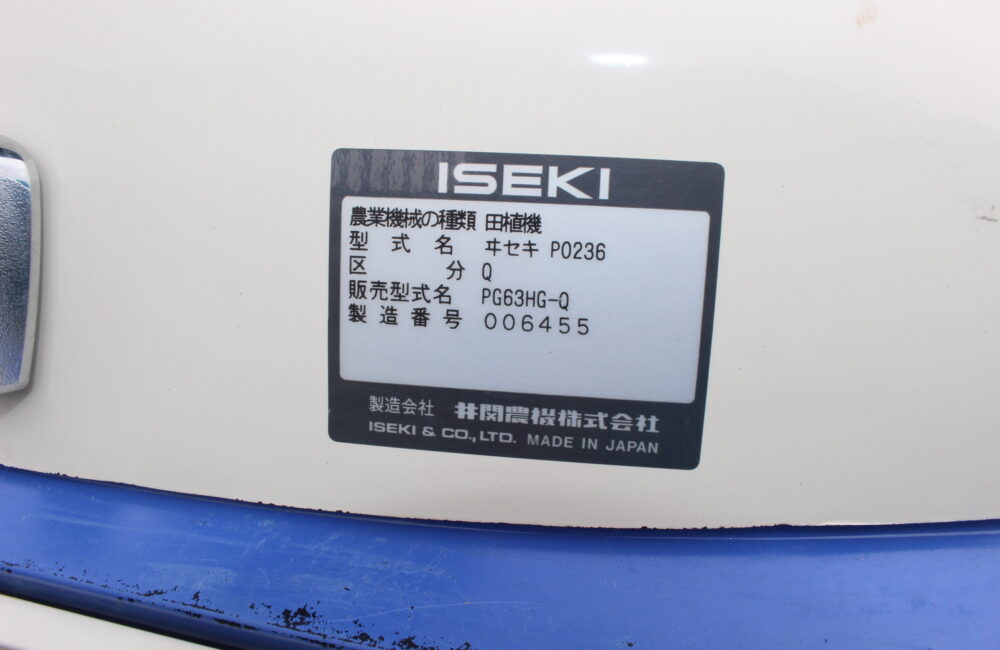 ISEKI
農業機械の種類 田植機
型式名 ヰセキ P0236
区分 Q
販売型式名 PG63HG-Q
製造番号 006455
製造会社 井関農機株式会社
ISEKI & CO., LTD. MADE IN JAPAN